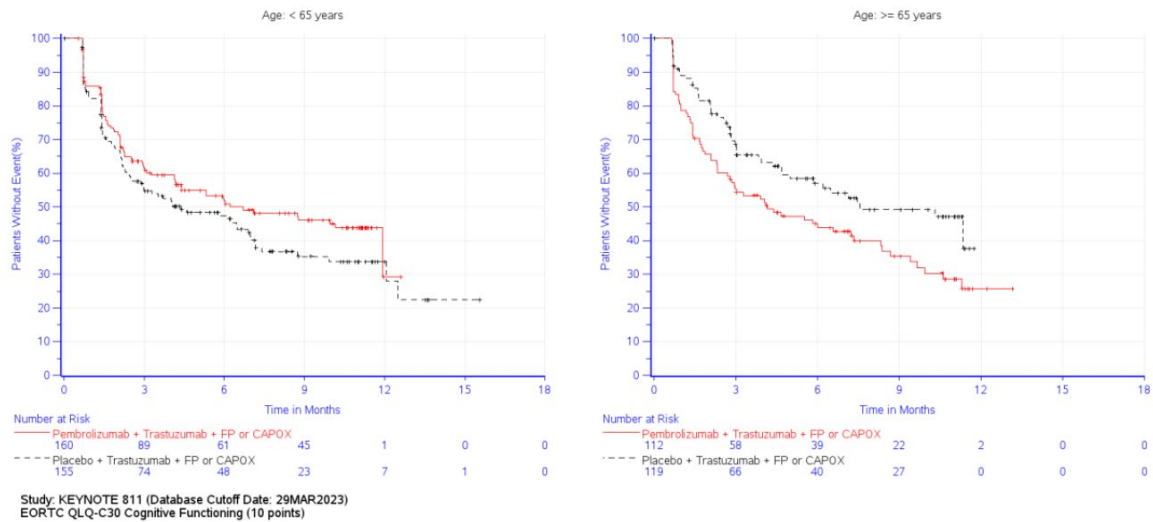 Age: < 65 years
100
90
80
70
60
50
40
30
20
10
0
Patients Without Event(%)
0 3 6 9 12 15 18
Time in Months
Number at Risk
Pembrolizumab + Trastuzumab + FP or CAPOX
160 89 61 45 1 0 0
Placebo + Trastuzumab + FP or CAPOX
155 74 48 23 7 1 0
Age: >= 65 years
100
90
80
70
60
50
40
30
20
10
0
Patients Without Event(%)
0 3 6 9 12 15 18
Time in Months
Number at Risk
Pembrolizumab + Trastuzumab + FP or CAPOX
112 58 39 22 2 0 0
Placebo + Trastuzumab + FP or CAPOX
119 66 40 27 0 0 0
Study: KEYNOTE 811 (Database Cutoff Date: 29MAR2023)
EORTC QLQ-C30 Cognitive Functioning (10 points)